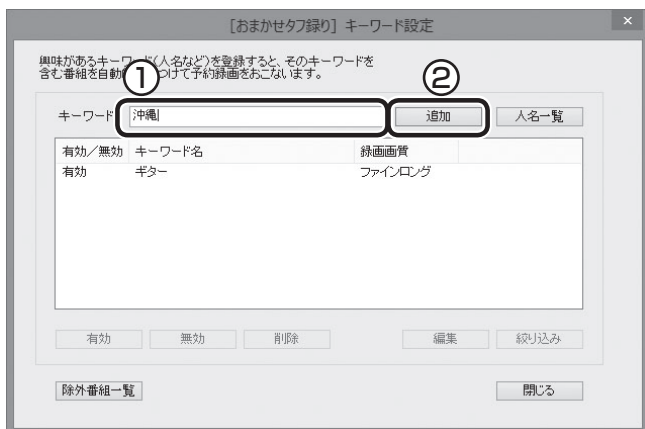 [おまかせタフ録り] キーワード設定
×
興味があるキーワード(人名など)を登録すると、そのキーワードを
含む番組を自動 つけて予約録画をおこないます。
① ②
キーワード 沖縄 追加 人名一覧
有効/無効 キーワード名 録画画質
有効 ギター ファインロング
有効 無効 削除 編集 絞り込み
除外番組一覧 閉じる